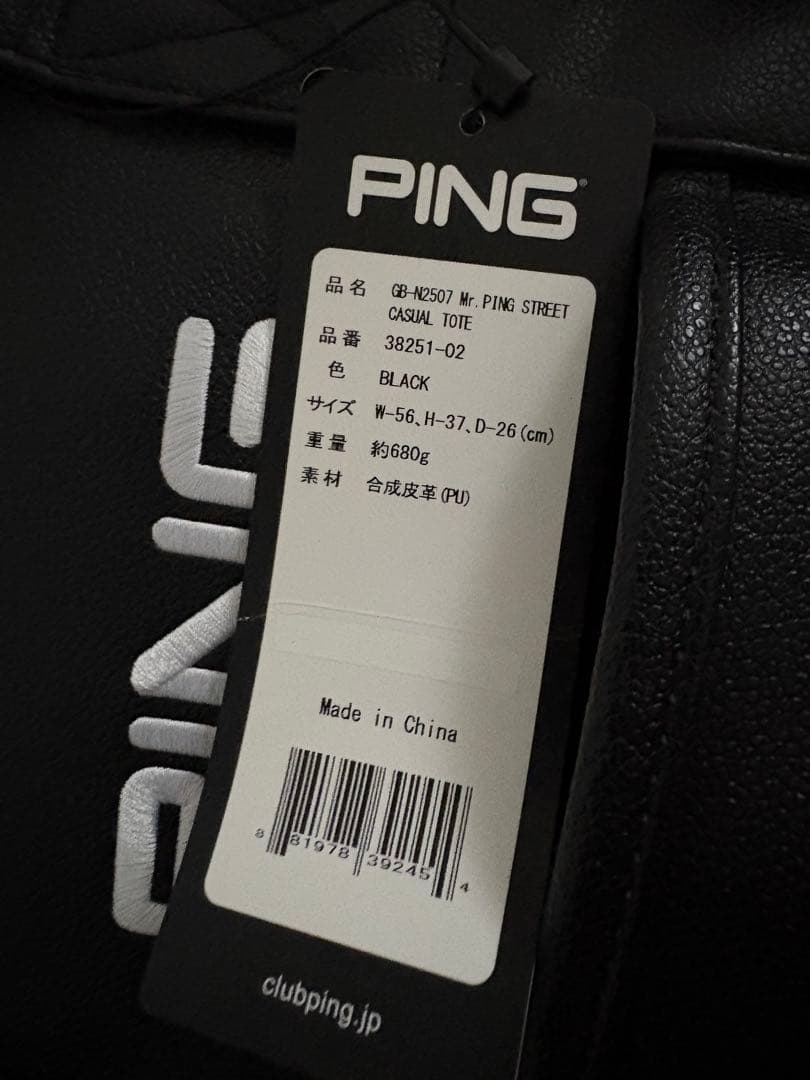 PING
品名 GB-N2507 Mr.PING STREET
CASUAL TOTE
品番 38251-02
色 BLACK
サイズ W-56、H-37、D-26(cm)
重量 約680g
素材 合成皮革(PU)
Made in China
8 81978 39245 4
clubping.jp
PING